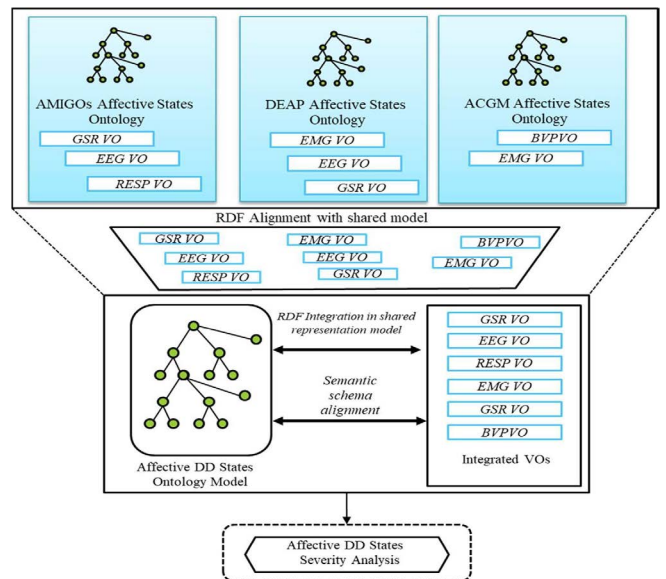 AMIGOs Affective States
Ontology
GSR VO
EEG VO
RESP VO
DEAP Affective States
Ontology
EMG VO
EEG VO
GSR VO
ACGM Affective States
Ontology
BVPVO
EMG VO
RDF Alignment with shared model
GSR VO
EEG VO
RESP VO
EMG VO
EEG VO
GSR VO
BVPVO
EMG VO
Affective DD States
Ontology Model
RDF Integration in shared
representation model
Semantic
schema
alignment
GSR VO
EEG VO
RESP VO
EMG VO
GSR VO
BVPVO
Integrated VOs
Affective DD States
Severity Analysis